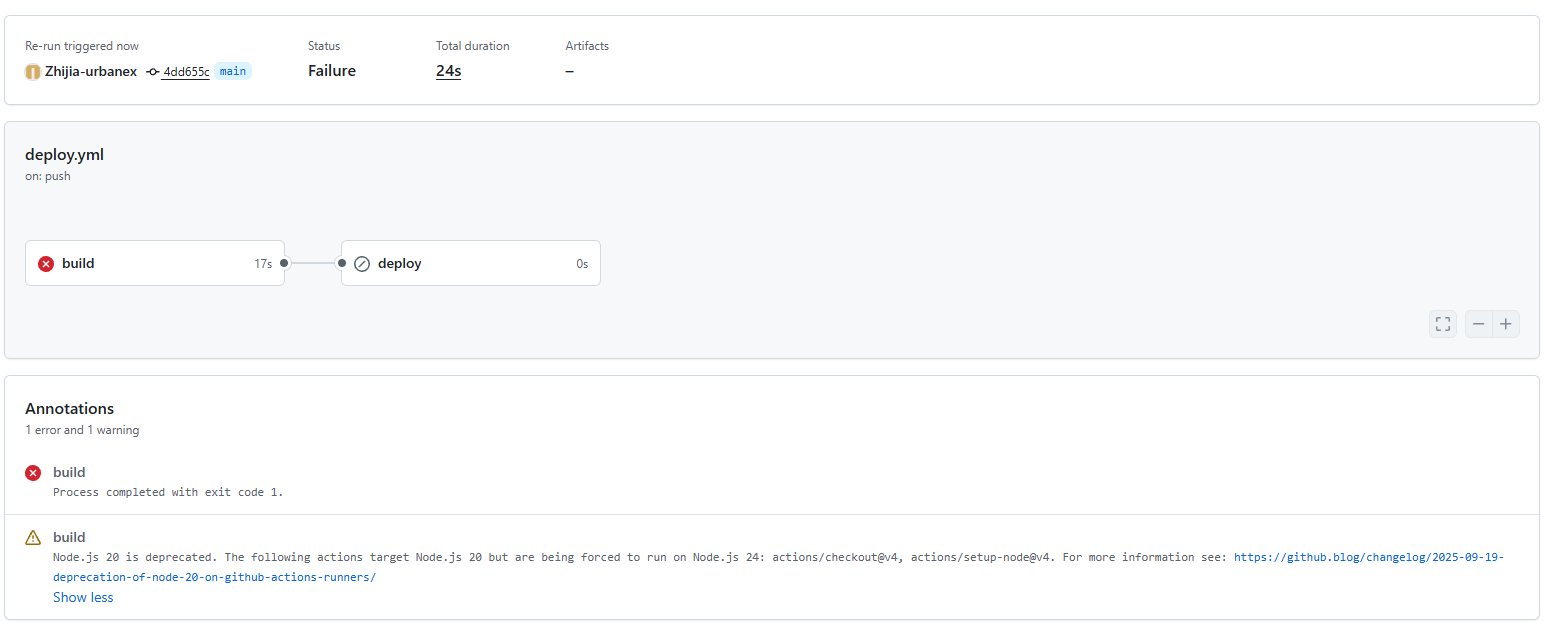 Re-run triggered now
Status
Total duration
Artifacts
Zhijia-urbanex 4dd655c main
Failure
24s
–
deploy.yml
on: push
build 17s
deploy 0s
Annotations
1 error and 1 warning
build
Process completed with exit code 1.
build
Node.js 20 is deprecated. The following actions target Node.js 20 but are being forced to run on Node.js 24: actions/checkout@v4, actions/setup-node@v4. For more information see: https://github.blog/changelog/2025-09-19-
deprecation-of-node-20-on-github-actions-runners/
Show less